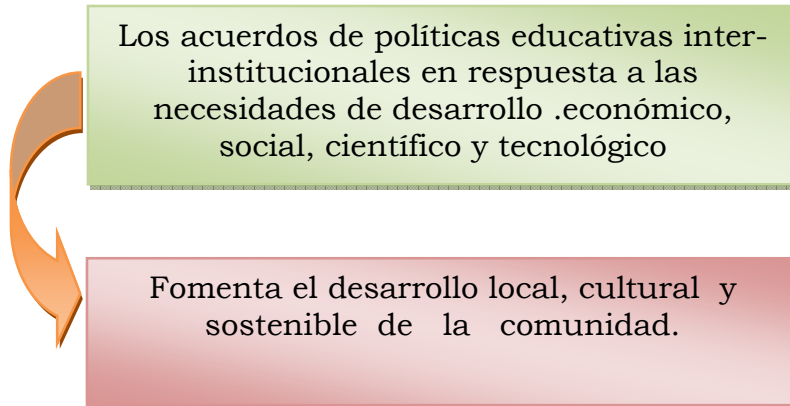 Los acuerdos de políticas educativas inter-
institucionales en respuesta a las
necesidades de desarrollo .económico,
social, científico y tecnológico
Fomenta el desarrollo local, cultural y
sostenible de la comunidad.